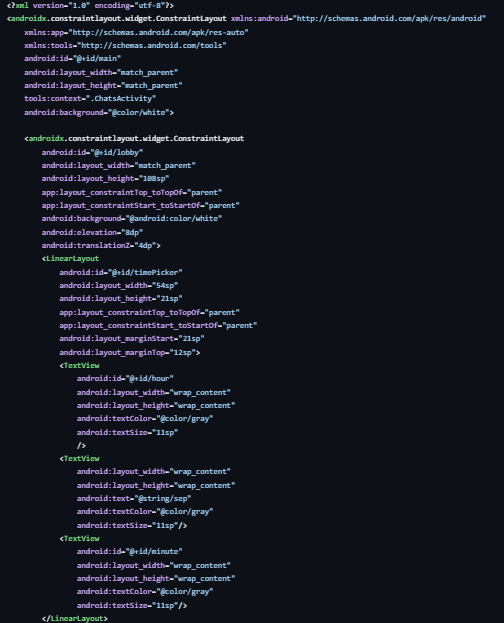 <?xml version="1.0" encoding="utf-8"?>
<androidx.constraintlayout.widget.ConstraintLayout xmlns:android="http://schemas.android.com/apk/res/android"
    xmlns:app="http://schemas.android.com/apk/res-auto"
    xmlns:tools="http://schemas.android.com/tools"
    android:id="@+id/main"
    android:layout_width="match_parent"
    android:layout_height="match_parent"
    tools:context=".ChatsActivity"
    android:background="@color/white">

    <androidx.constraintlayout.widget.ConstraintLayout
        android:id="@+id/lobby"
        android:layout_width="match_parent"
        android:layout_height="108sp"
        app:layout_constraintTop_toTopOf="parent"
        app:layout_constraintStart_toStartOf="parent"
        android:background="@android:color/white"
        android:elevation="8dp"
        android:translationZ="4dp">
        <LinearLayout
            android:id="@+id/timePicker"
            android:layout_width="54sp"
            android:layout_height="21sp"
            app:layout_constraintTop_toTopOf="parent"
            app:layout_constraintStart_toStartOf="parent"
            android:layout_marginStart="21sp"
            android:layout_marginTop="12sp">
            <TextView
                android:id="@+id/hour"
                android:layout_width="wrap_content"
                android:layout_height="wrap_content"
                android:textColor="@color/gray"
                android:textSize="11sp"
                />
            <TextView
                android:layout_width="wrap_content"
                android:layout_height="wrap_content"
                android:text="@string/sep"
                android:textColor="@color/gray"
                android:textSize="11sp"/>
            <TextView
                android:id="@+id/minute"
                android:layout_width="wrap_content"
                android:layout_height="wrap_content"
                android:textColor="@color/gray"
                android:textSize="11sp"/>
        </LinearLayout>